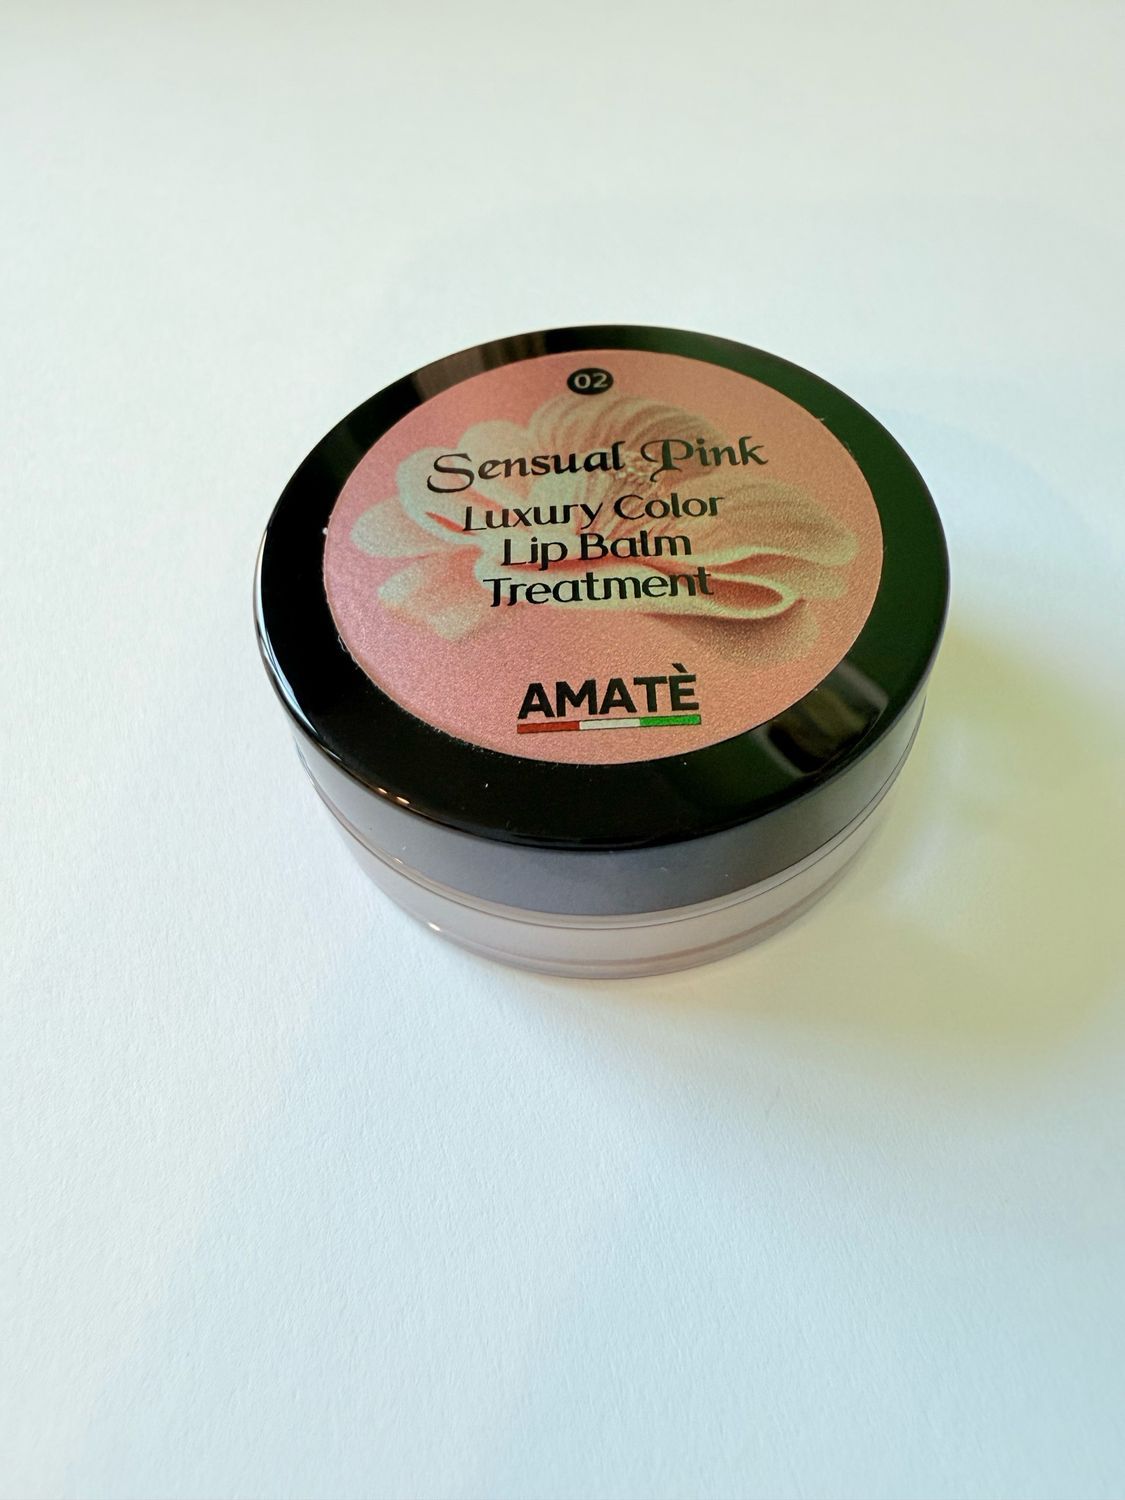 02
Sensual Pink
Luxury Color
Lip Balm
Treatment
AMATÈ